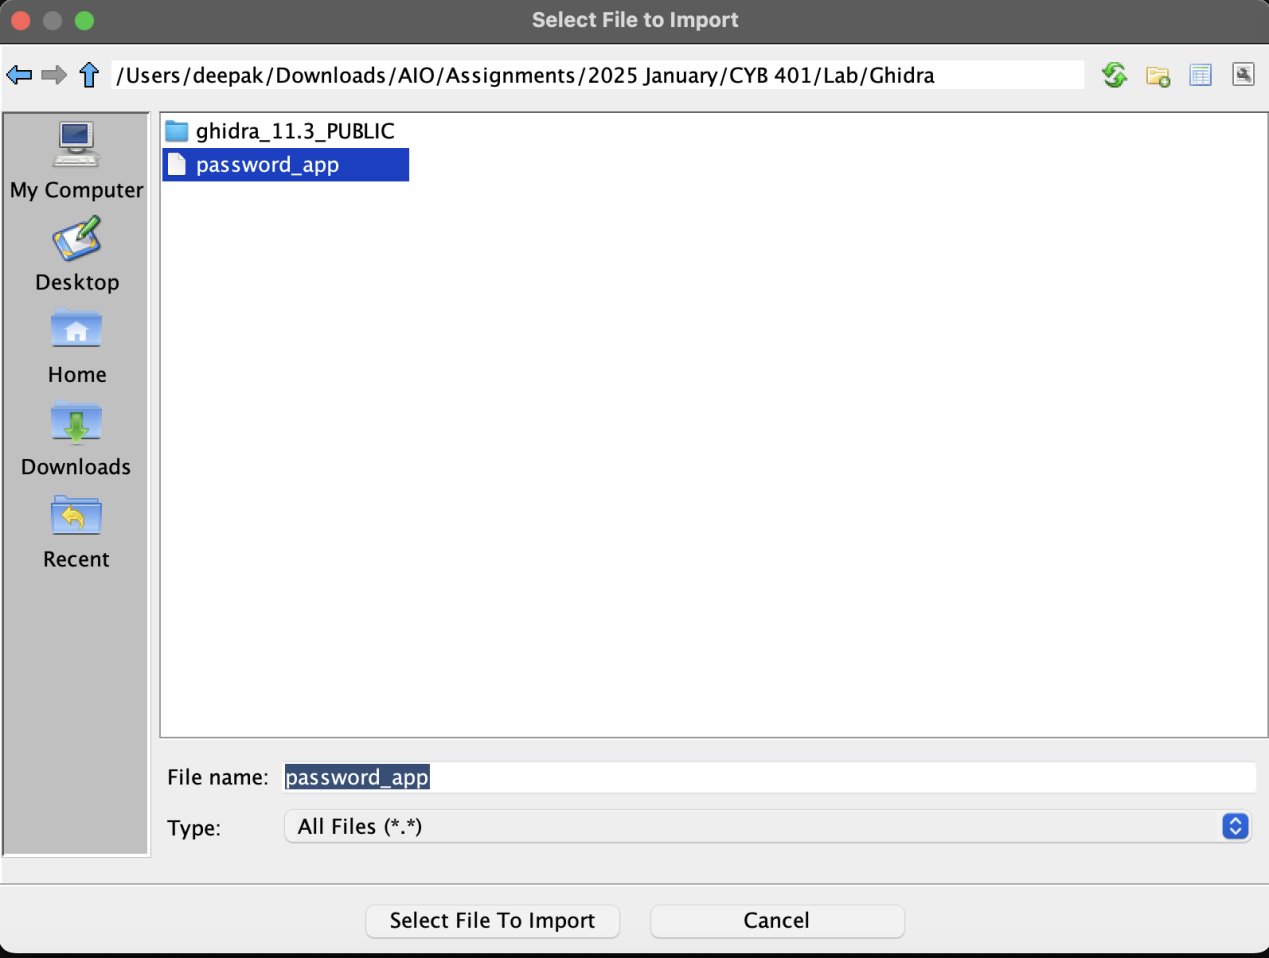 Select File to Import
/Users/deepak/Downloads/AIO/Assignments/2025 January/CYB 401/Lab/Ghidra
My Computer
Desktop
Home
Downloads
Recent
ghidra_11.3_PUBLIC
password_app
File name: password_app
Type: All Files (*.*)
Select File To Import
Cancel